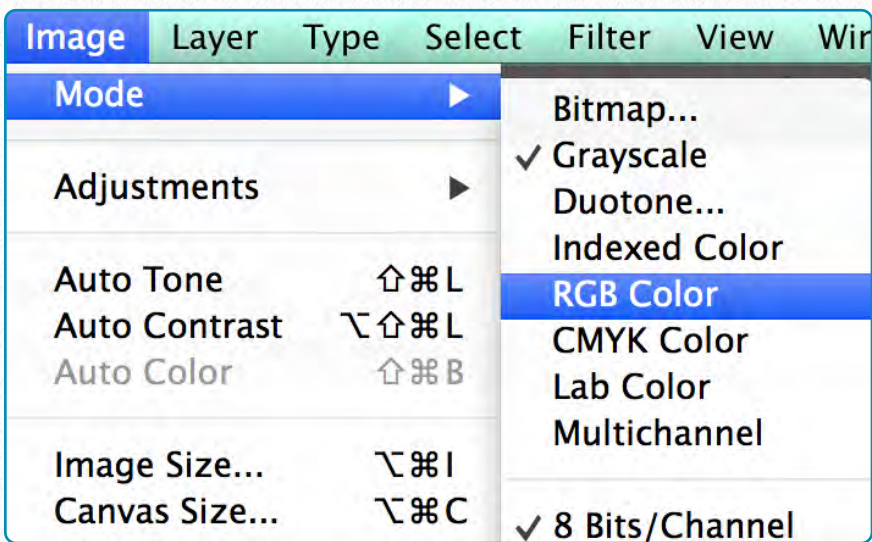 Image Layer Type Select Filter View Wir
Mode ▶
Adjustments ▶
Auto Tone ⇧⌘L
Auto Contrast ⌥⇧⌘L
Auto Color ⇧⌘B
Image Size... ⌥⌘I
Canvas Size... ⌥⌘C
Bitmap...
✓ Grayscale
Duotone...
Indexed Color
RGB Color
CMYK Color
Lab Color
Multichannel
✓ 8 Bits/Channel